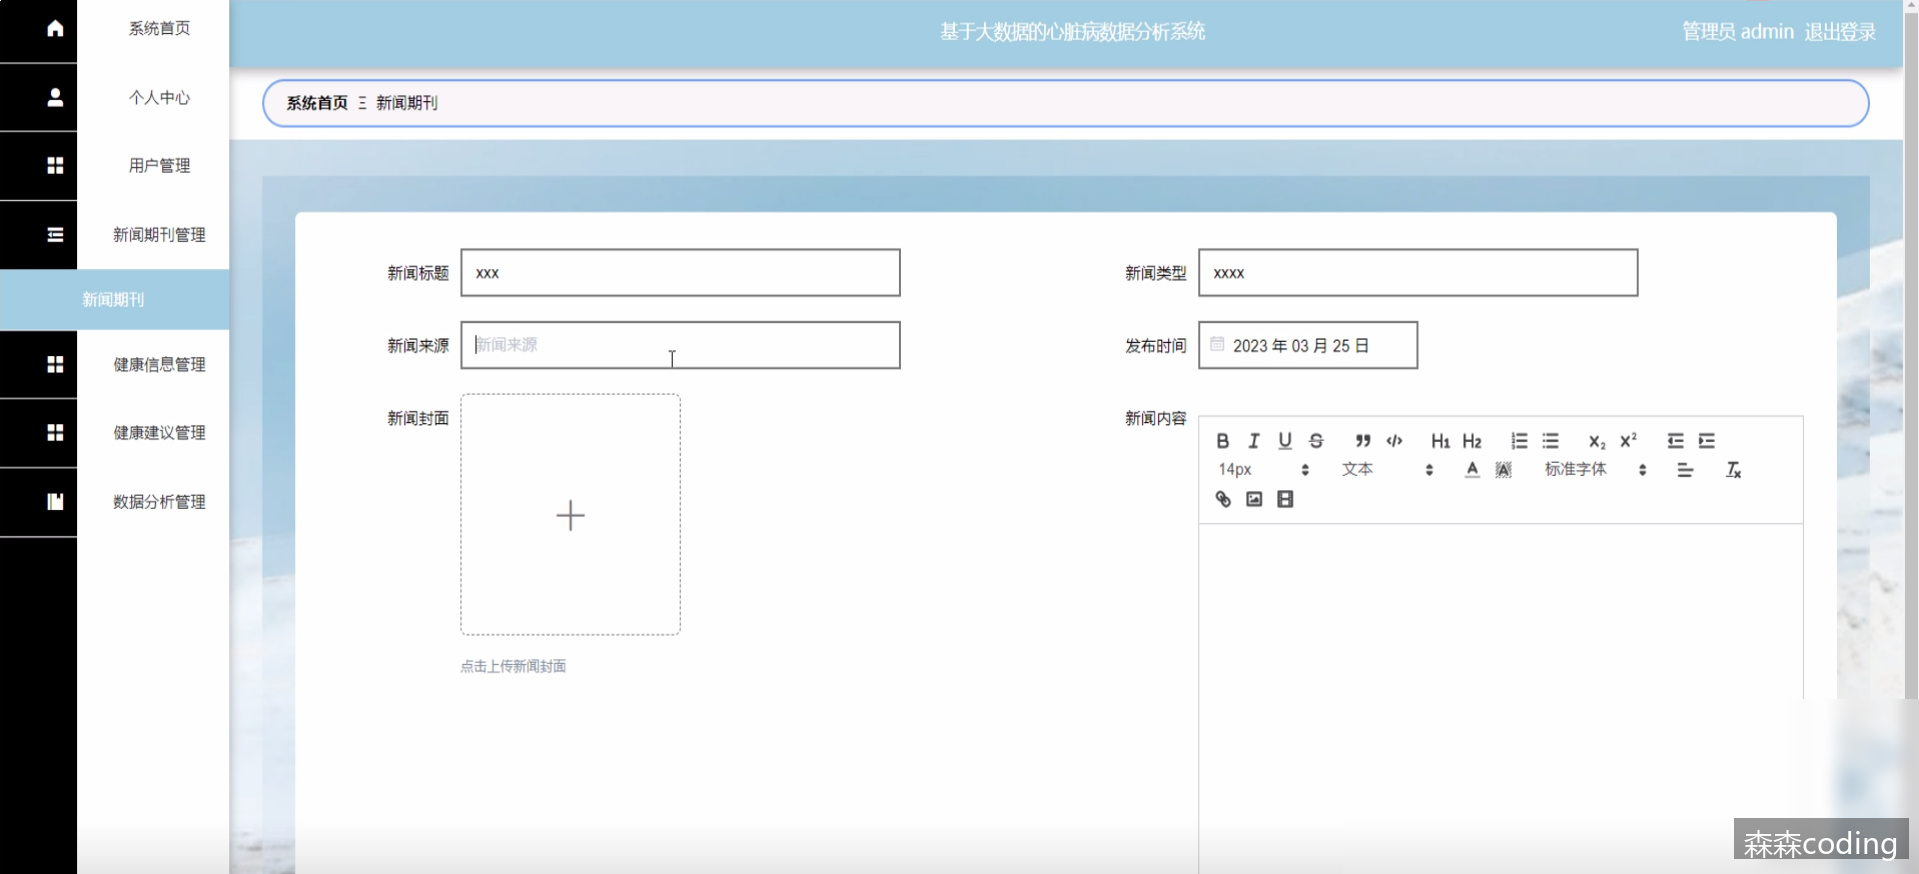 系统首页
个人中心
用户管理
新闻期刊管理
新闻期刊
健康信息管理
健康建议管理
数据分析管理
基于大数据的心脏病数据分析系统
管理员 admin 退出登录
系统首页 Ξ 新闻期刊
新闻标题 xxx
新闻类型 xxxx
新闻来源 新闻来源
发布时间 2023 年 03 月 25 日
新闻封面
点击上传新闻封面
新闻内容
B I U S ” </> H1 H2 X₂ X²
14px 文本 A A 标准字体 Tx
森森coding